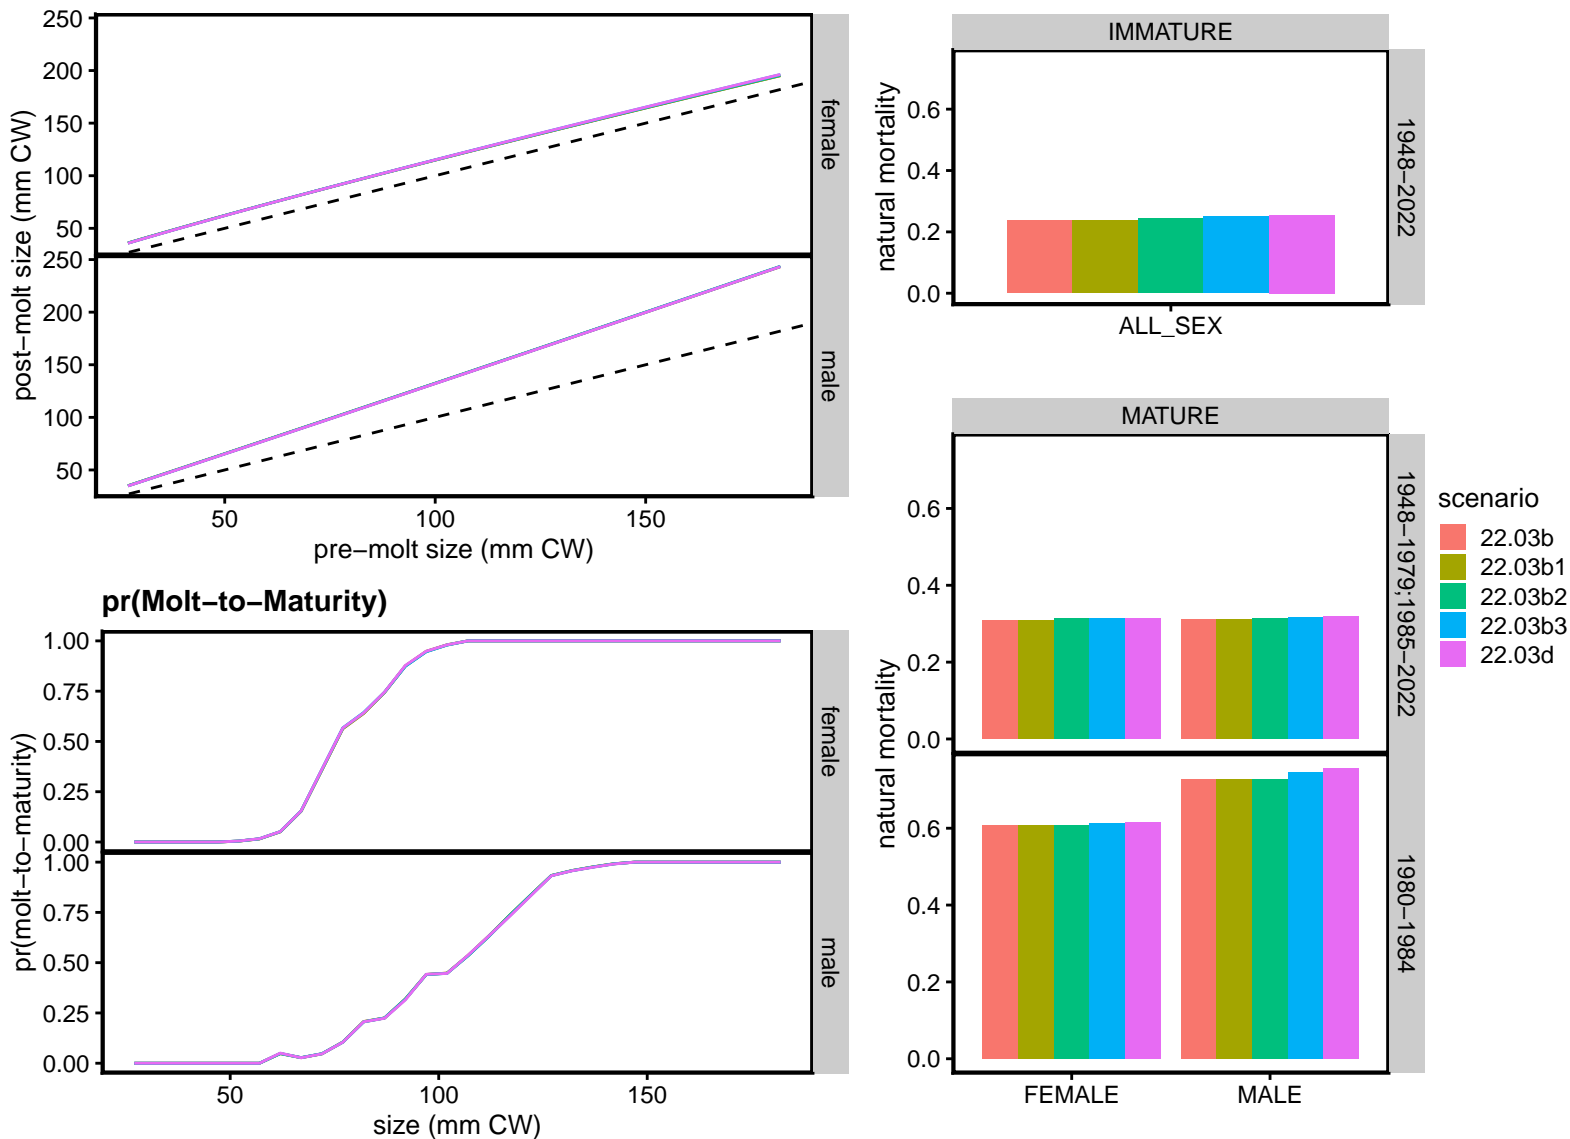 250
200
150
100
50
female
250
200
150
100
50
male
50
100
150
pre−molt size (mm CW)
post−molt size (mm CW)
pr(Molt−to−Maturity)
1.00
0.75
0.50
0.25
0.00
female
1.00
0.75
0.50
0.25
0.00
male
50
100
150
size (mm CW)
pr(molt−to−maturity)
IMMATURE
0.6
0.4
0.2
0.0
natural mortality
1948−2022
ALL_SEX
MATURE
0.6
0.4
0.2
0.0
natural mortality
1948−1979;1985−2022
0.6
0.4
0.2
0.0
natural mortality
1980−1984
FEMALE
MALE
scenario
22.03b
22.03b1
22.03b2
22.03b3
22.03d